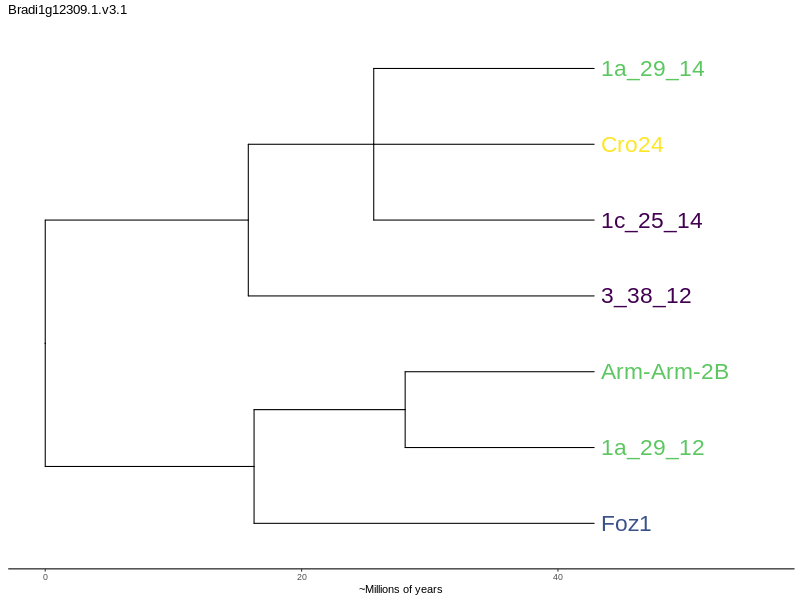 Bradi1g12309.1.v3.1
1a_29_14
Cro24
1c_25_14
3_38_12
Arm-Arm-2B
1a_29_12
Foz1
0 20 40
~Millions of years